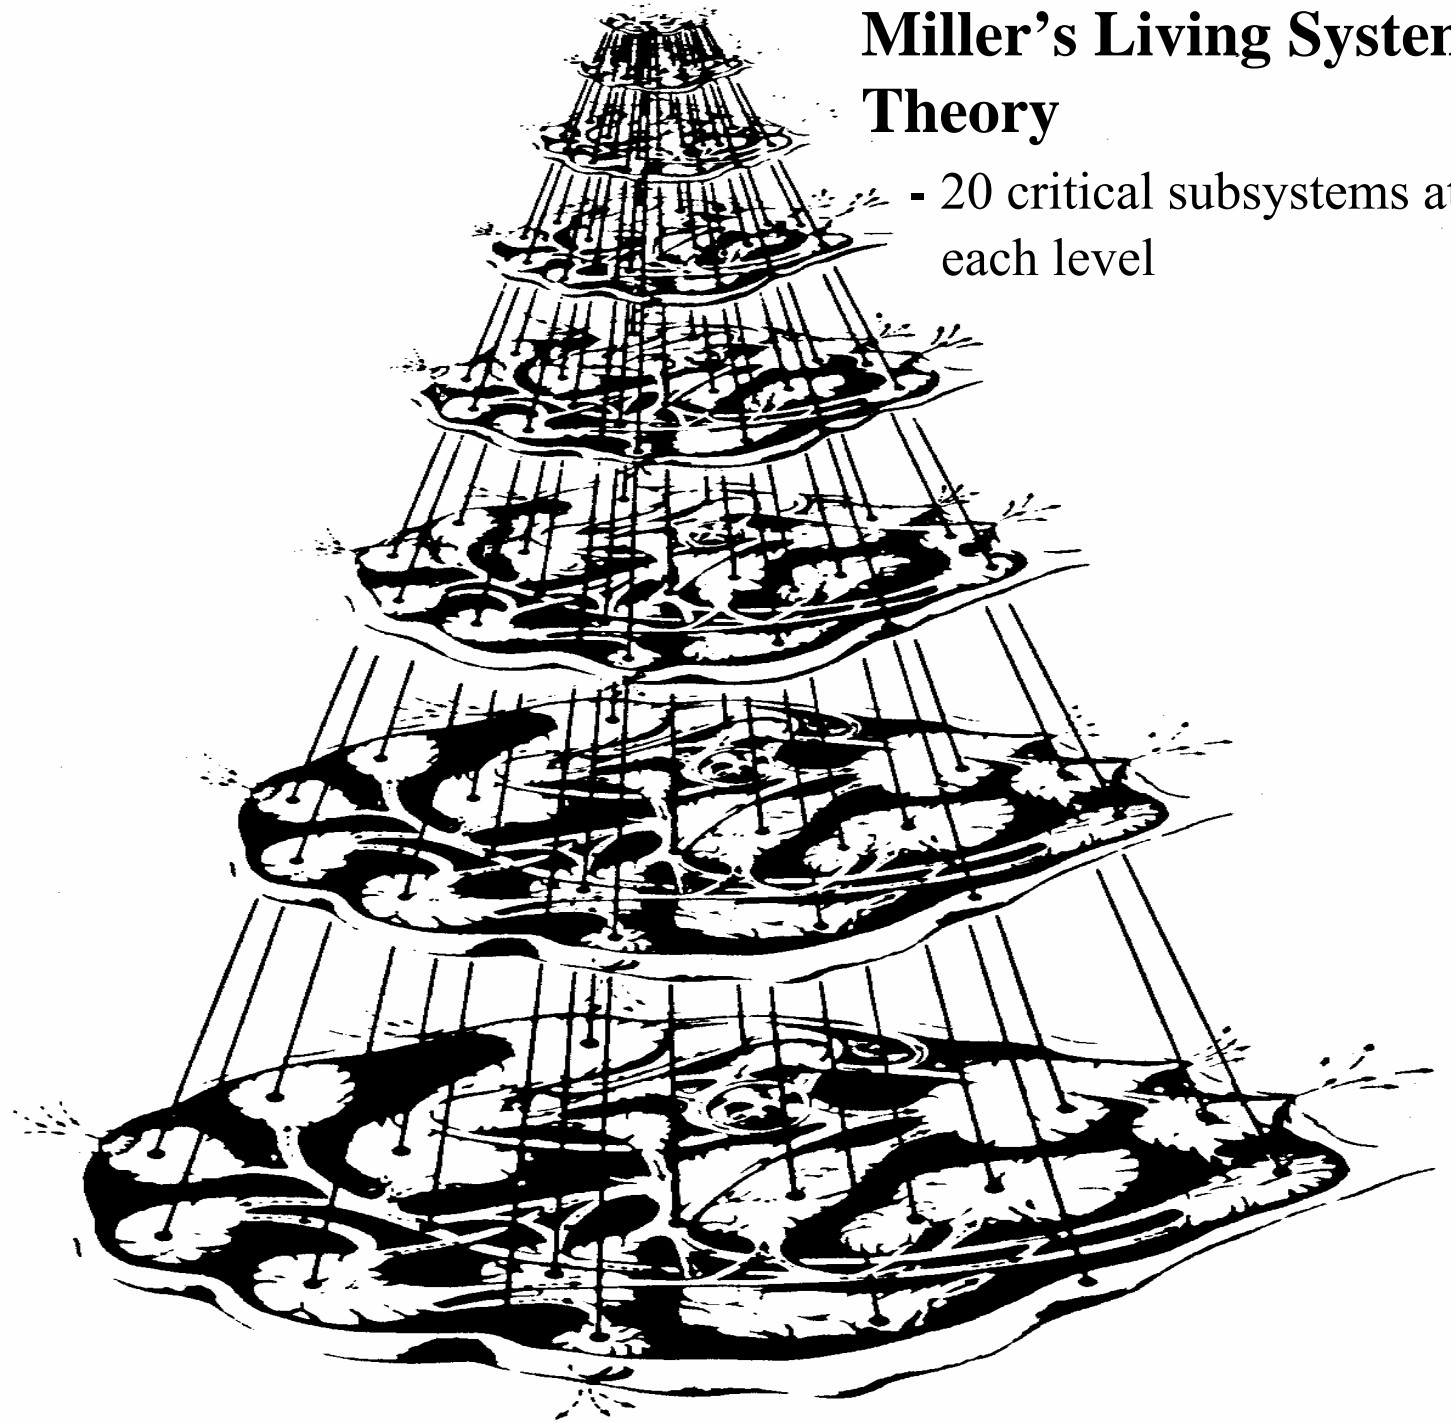 Miller’s Living System
Theory
- 20 critical subsystems at
each level